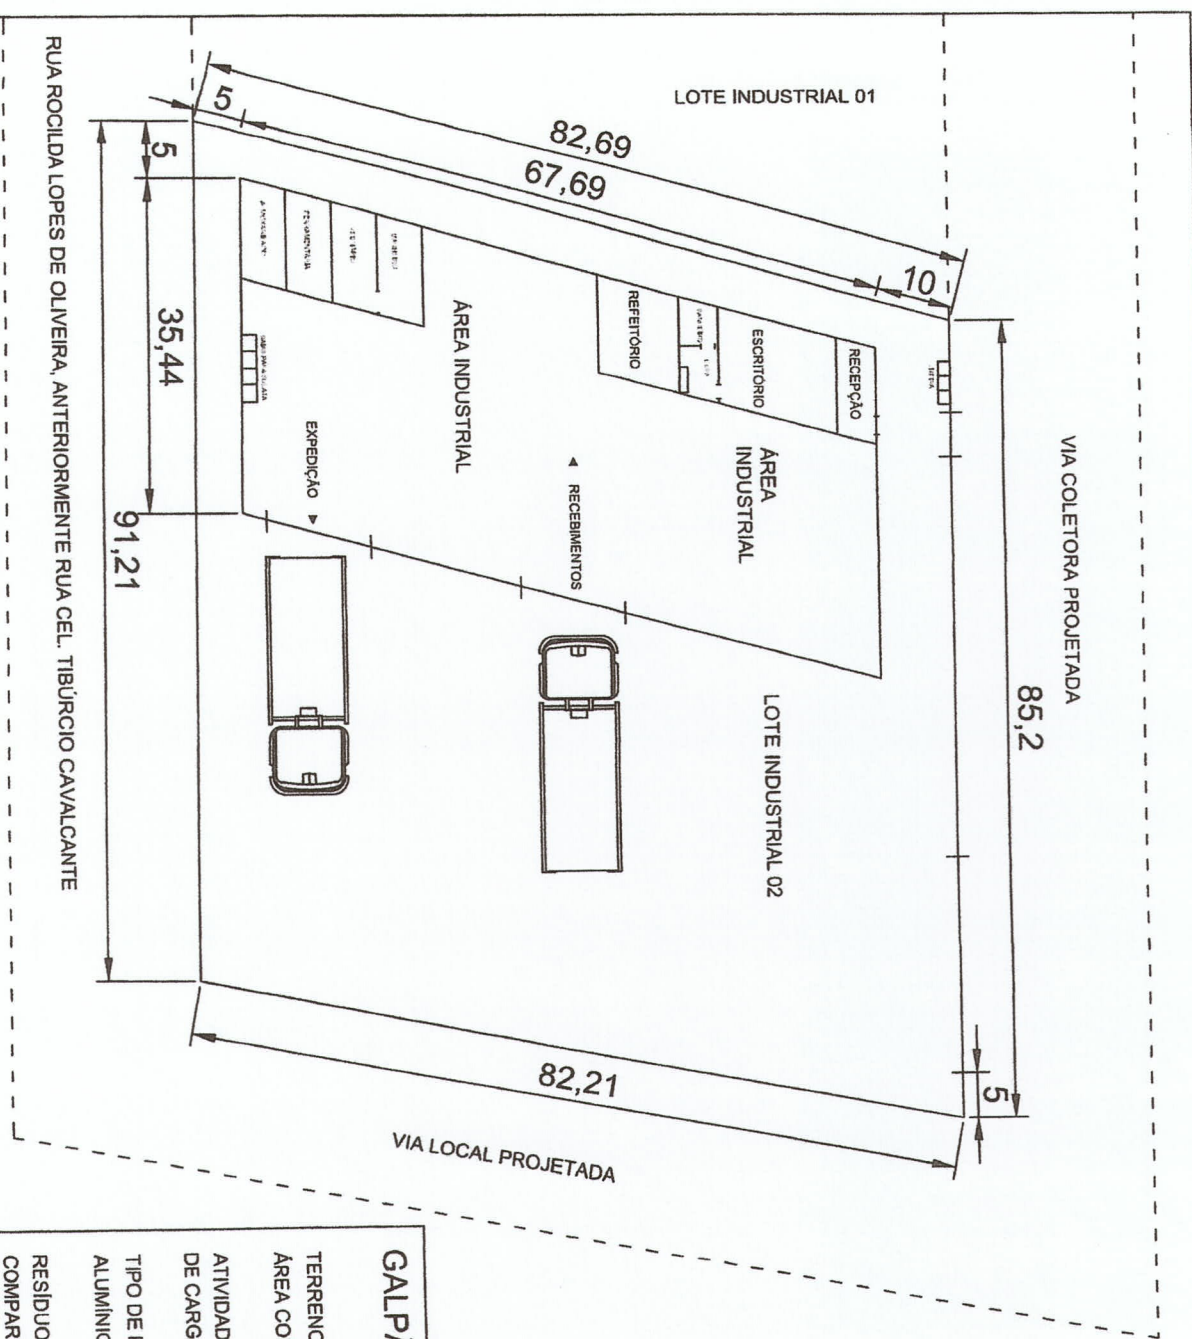 VIA COLETORA PROJETADA
85,2
5
LOTE INDUSTRIAL 01
82,69
67,69
5
10
RECEPÇÃO
ESCRITÓRIO
REFEITÓRIO
ÁREA
INDUSTRIAL
LOTE INDUSTRIAL 02
RECEBIMENTOS
ÁREA INDUSTRIAL
FERRAMENTARIA
EXPEDIÇÃO
5
35,44
91,21
82,21
VIA LOCAL PROJETADA
RUA ROCILDA LOPES DE OLIVEIRA, ANTERIORMENTE RUA CEL. TIBÚRCIO CAVALCANTE
GALPÃ
TERRENO
ÁREA CO
ATIVIDAD
DE CARG
TIPO DE
ALUMÍNIO
RESÍDUO
COMPAR